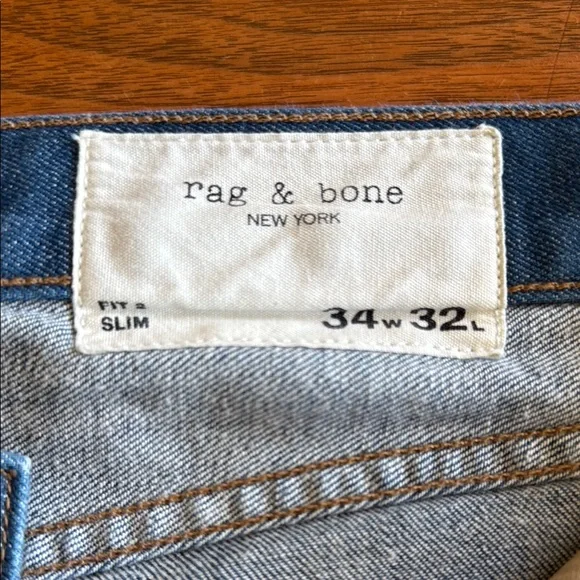 rag & bone
NEW YORK
FIT 2
SLIM
34W 32L